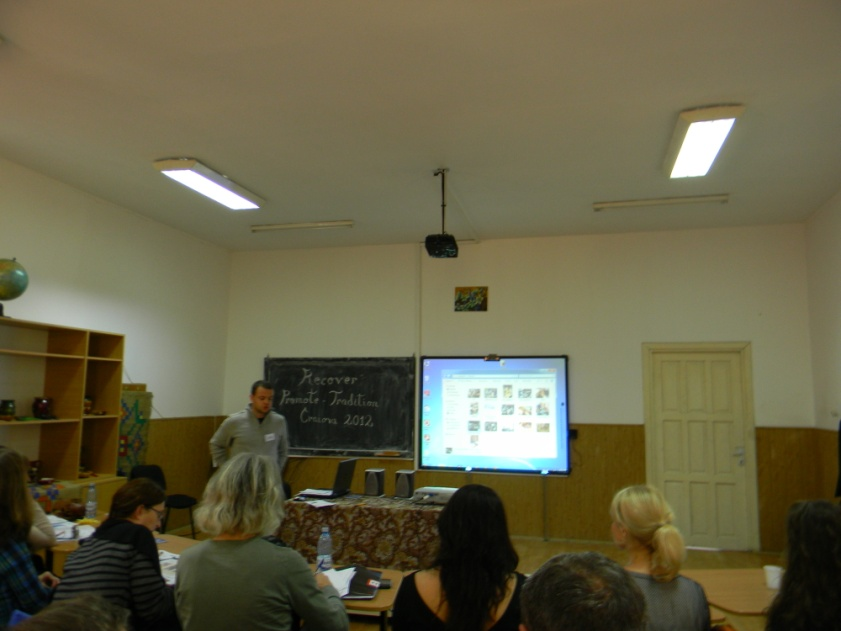 Recover
Promote - Tradition
Craiova 2012